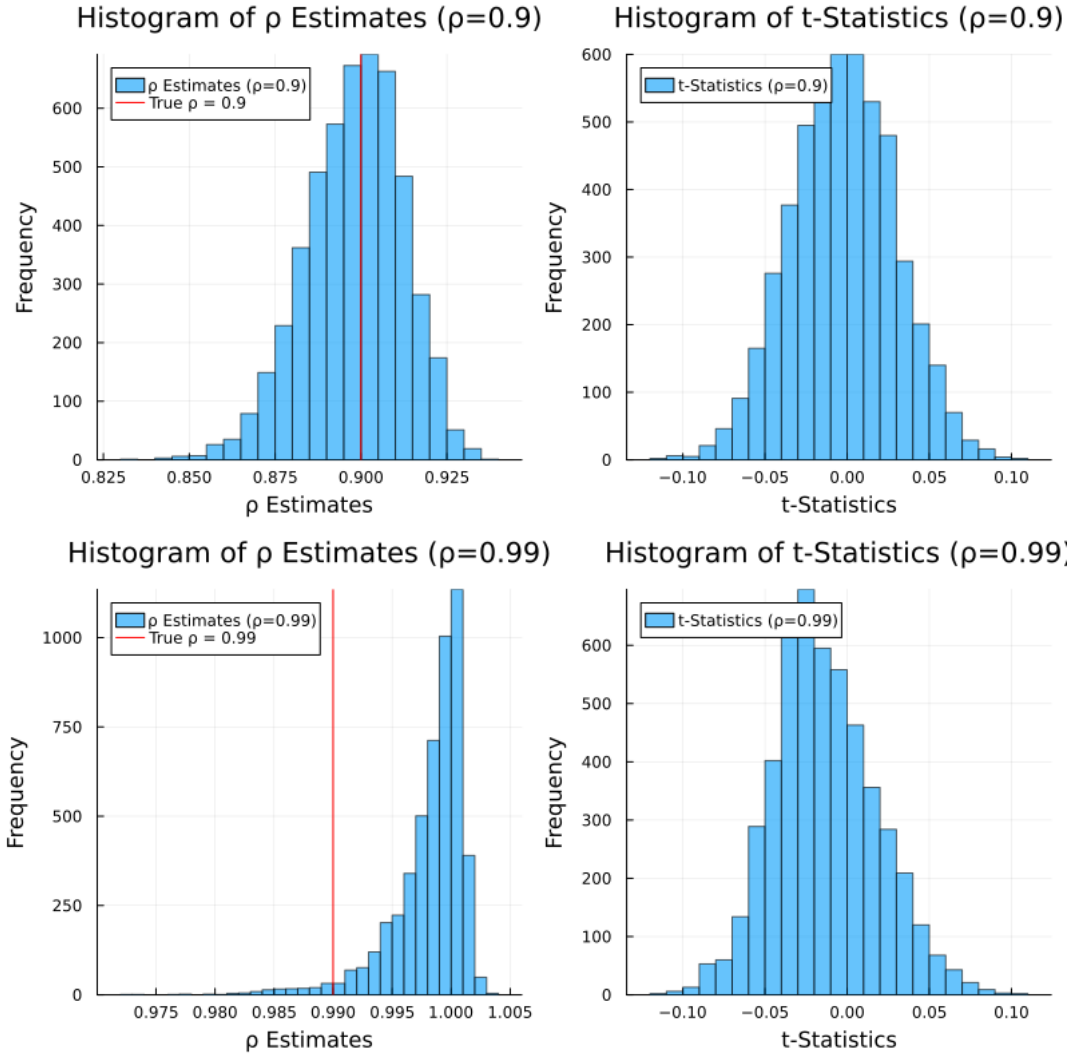 Histogram of ρ Estimates (ρ=0.9)
ρ Estimates (ρ=0.9)
True ρ = 0.9
Frequency
600
500
400
300
200
100
0
0.825 0.850 0.875 0.900 0.925
ρ Estimates
Histogram of t-Statistics (ρ=0.9)
t-Statistics (ρ=0.9)
Frequency
600
500
400
300
200
100
0
−0.10 −0.05 0.00 0.05 0.10
t-Statistics
Histogram of ρ Estimates (ρ=0.99)
ρ Estimates (ρ=0.99)
True ρ = 0.99
Frequency
1000
750
500
250
0
0.975 0.980 0.985 0.990 0.995 1.000 1.005
ρ Estimates
Histogram of t-Statistics (ρ=0.99)
t-Statistics (ρ=0.99)
Frequency
600
500
400
300
200
100
0
−0.10 −0.05 0.00 0.05 0.10
t-Statistics